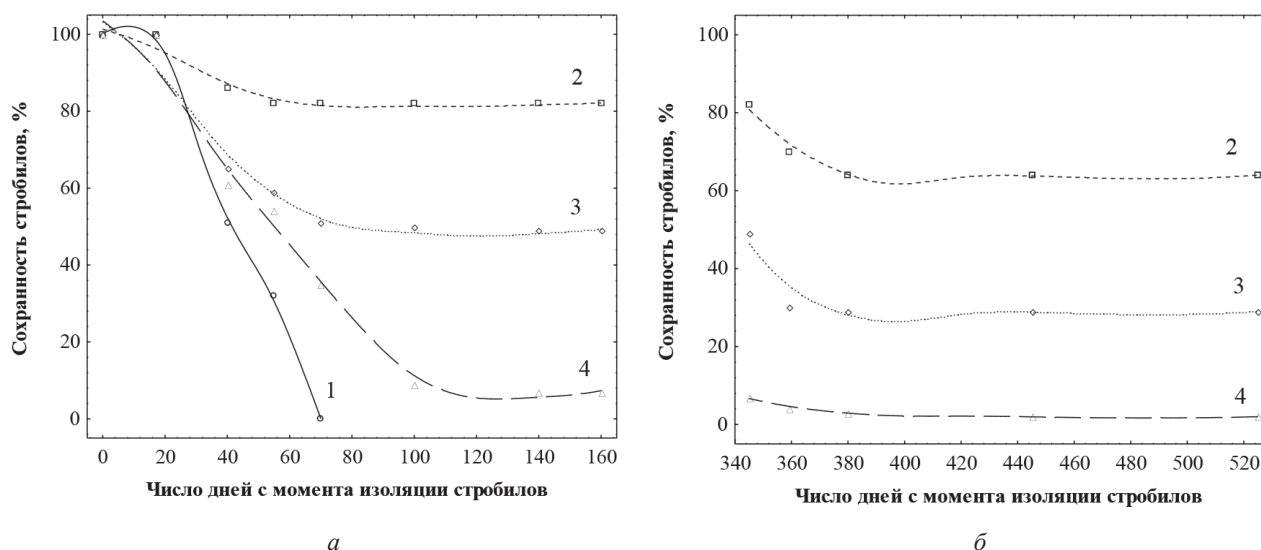 Сохранность стробилов, %
100
80
60
40
20
0
2
3
4
1
0 20 40 60 80 100 120 140 160
Число дней с момента изоляции стробилов
а
Сохранность стробилов, %
100
80
60
40
20
0
2
3
4
340 360 380 400 420 440 460 480 500 520
Число дней с момента изоляции стробилов
б